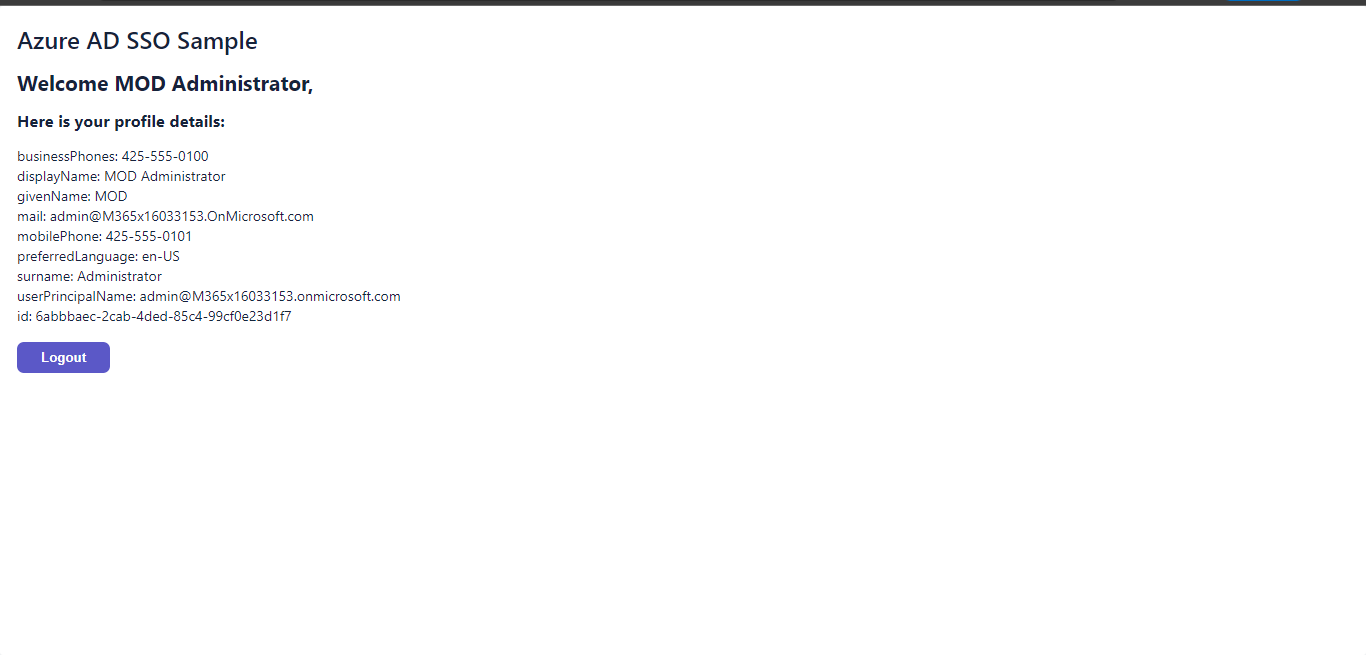 Azure AD SSO Sample
Welcome MOD Administrator,
Here is your profile details:
businessPhones: 425-555-0100
displayName: MOD Administrator
givenName: MOD
mail: admin@M365x16033153.OnMicrosoft.com
mobilePhone: 425-555-0101
preferredLanguage: en-US
surname: Administrator
userPrincipalName: admin@M365x16033153.onmicrosoft.com
id: 6abbbaec-2cab-4ded-85c4-99cf0e23d1f7
Logout